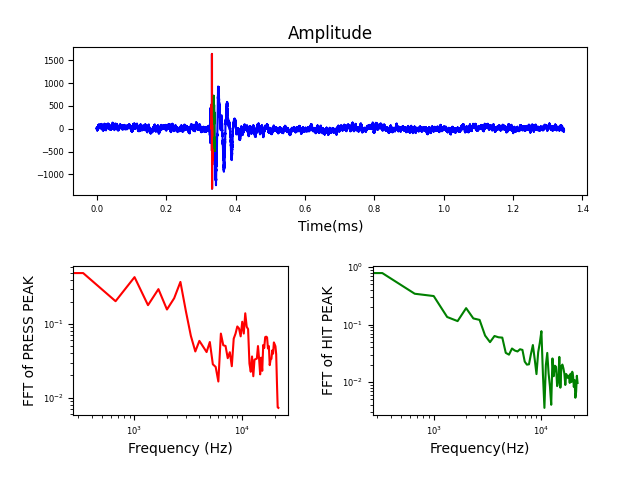 Amplitude
1500
1000
500
0
−500
−1000
0.0 0.2 0.4 0.6 0.8 1.0 1.2 1.4
Time(ms)
FFT of PRESS PEAK
10⁻¹
10⁻²
10³ 10⁴
Frequency (Hz)
FFT of HIT PEAK
10⁰
10⁻¹
10⁻²
10³ 10⁴
Frequency(Hz)